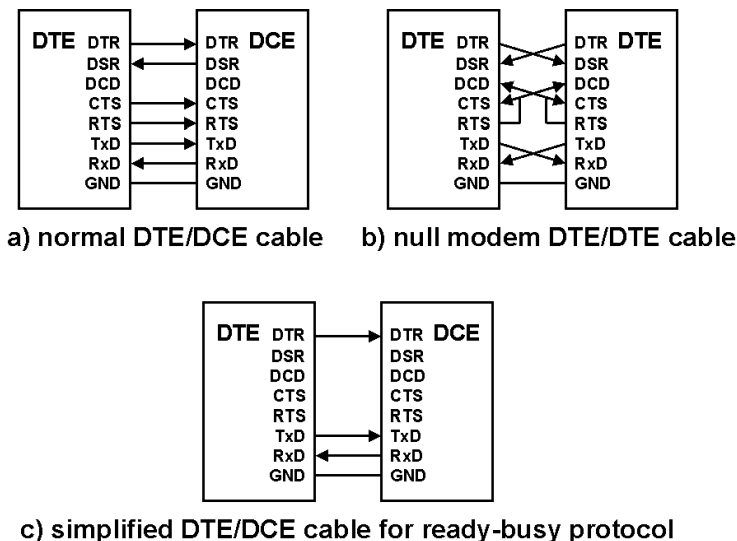 DTE DTR DTR DCE
DSR DSR
DCD DCD
CTS CTS
RTS RTS
TxD TxD
RxD RxD
GND GND
a) normal DTE/DCE cable
DTE DTR DTR DTE
DSR DSR
DCD DCD
CTS CTS
RTS RTS
TxD TxD
RxD RxD
GND GND
b) null modem DTE/DTE cable
DTE DTR DTR DCE
DSR DSR
DCD DCD
CTS CTS
RTS RTS
TxD TxD
RxD RxD
GND GND
c) simplified DTE/DCE cable for ready-busy protocol